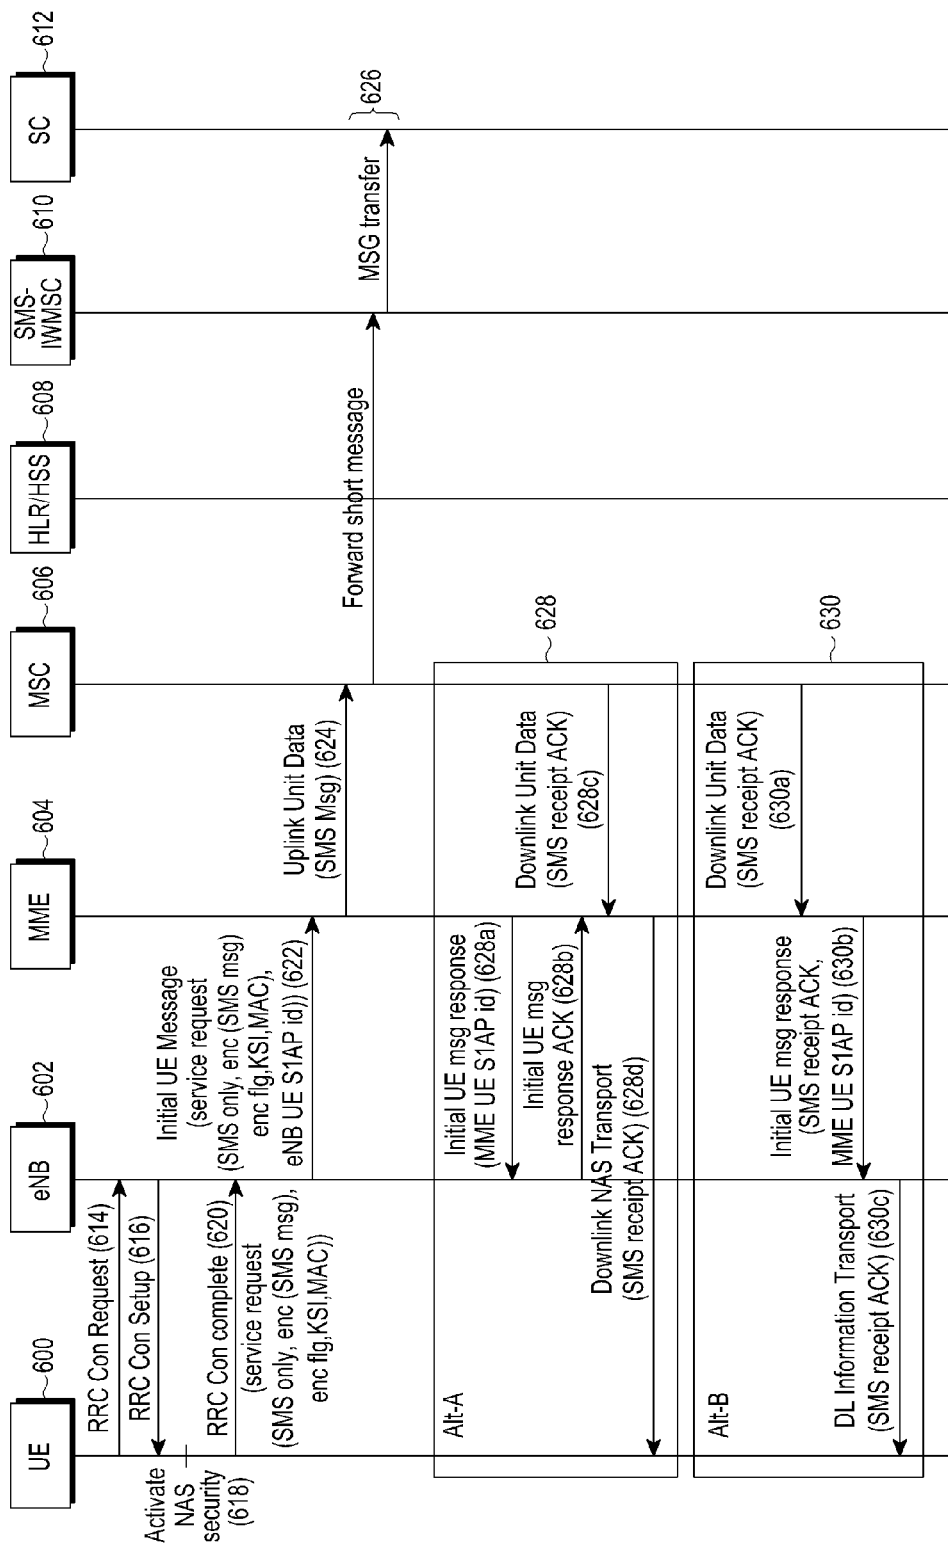 UE
600
eNB
602
MME
604
MSC
606
HLR/HSS
608
SMS-
IWMSC
610
SC
612
RRC Con Request (614)
RRC Con Setup (616)
Activate
NAS
security
(618)
RRC Con complete (620)
(service request
(SMS only, enc (SMS msg),
enc flg,KSI,MAC))
Initial UE Message
(service request
(SMS only, enc (SMS msg)
enc flg,KSI,MAC),
eNB UE S1AP id)) (622)
Uplink Unit Data
(SMS Msg) (624)
Forward short message
MSG transfer
626
Alt-A
628
Initial UE msg response
(MME UE S1AP id) (628a)
Initial UE msg
response ACK (628b)
Downlink Unit Data
(SMS receipt ACK)
(628c)
Downlink NAS Transport
(SMS receipt ACK) (628d)
Alt-B
630
Downlink Unit Data
(SMS receipt ACK)
(630a)
Initial UE msg response
(SMS receipt ACK,
MME UE S1AP id) (630b)
DL Information Transport
(SMS receipt ACK) (630c)